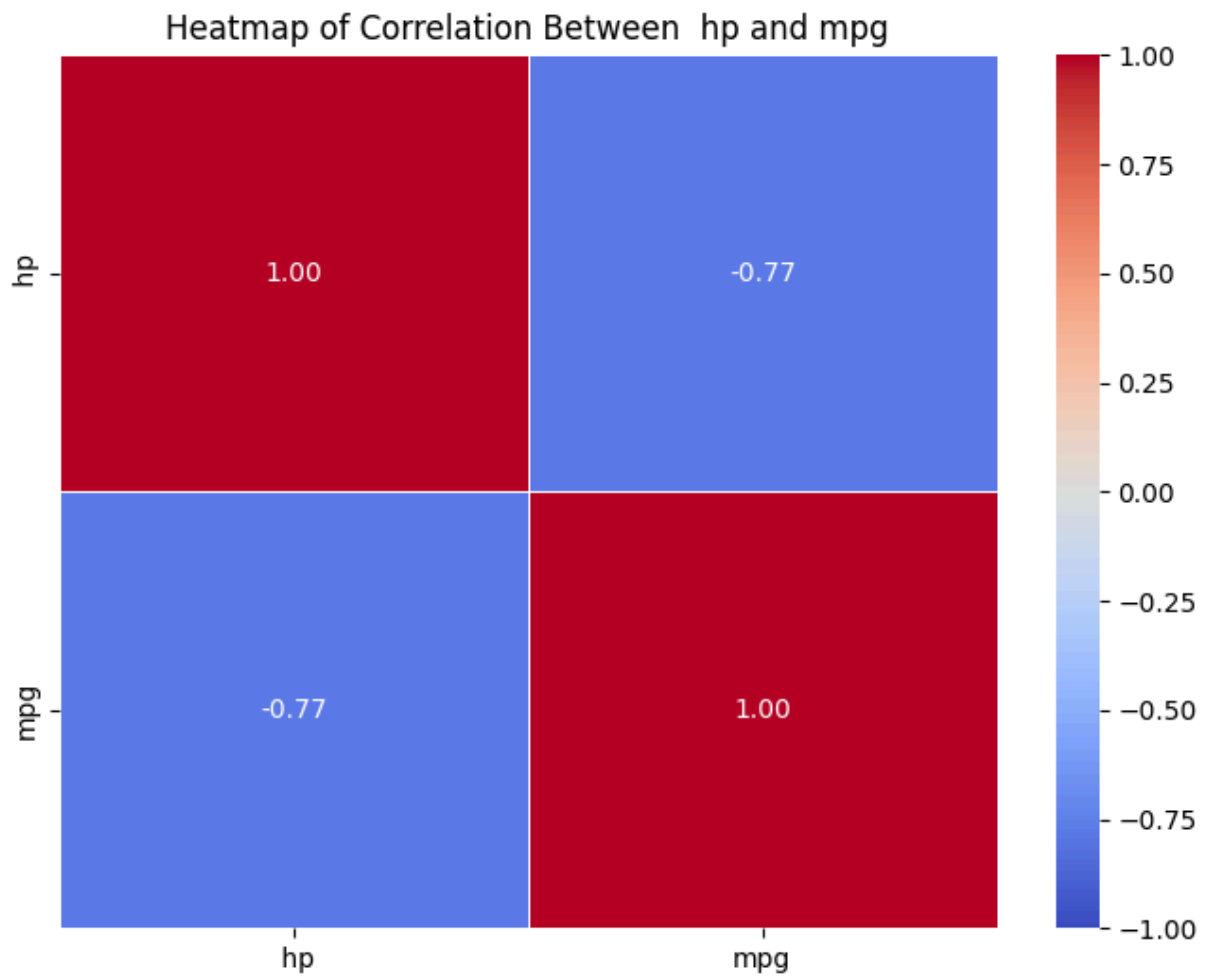 Heatmap of Correlation Between  hp and mpg
hp
1.00
-0.77
mpg
-0.77
1.00
hp
mpg
1.00
0.75
0.50
0.25
0.00
−0.25
−0.50
−0.75
−1.00